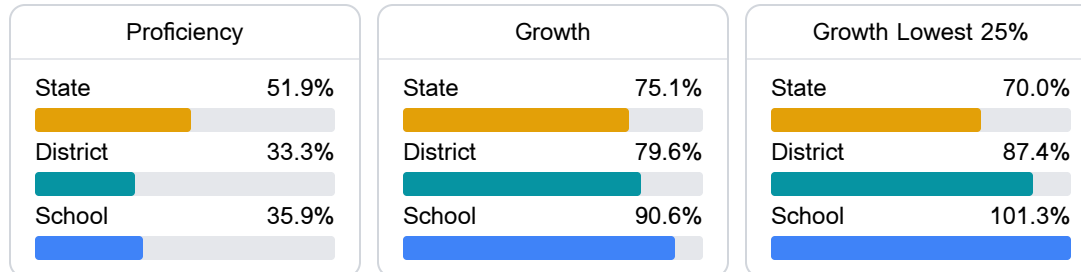 Proficiency
State 51.9%
District 33.3%
School 35.9%
Growth
State 75.1%
District 79.6%
School 90.6%
Growth Lowest 25%
State 70.0%
District 87.4%
School 101.3%